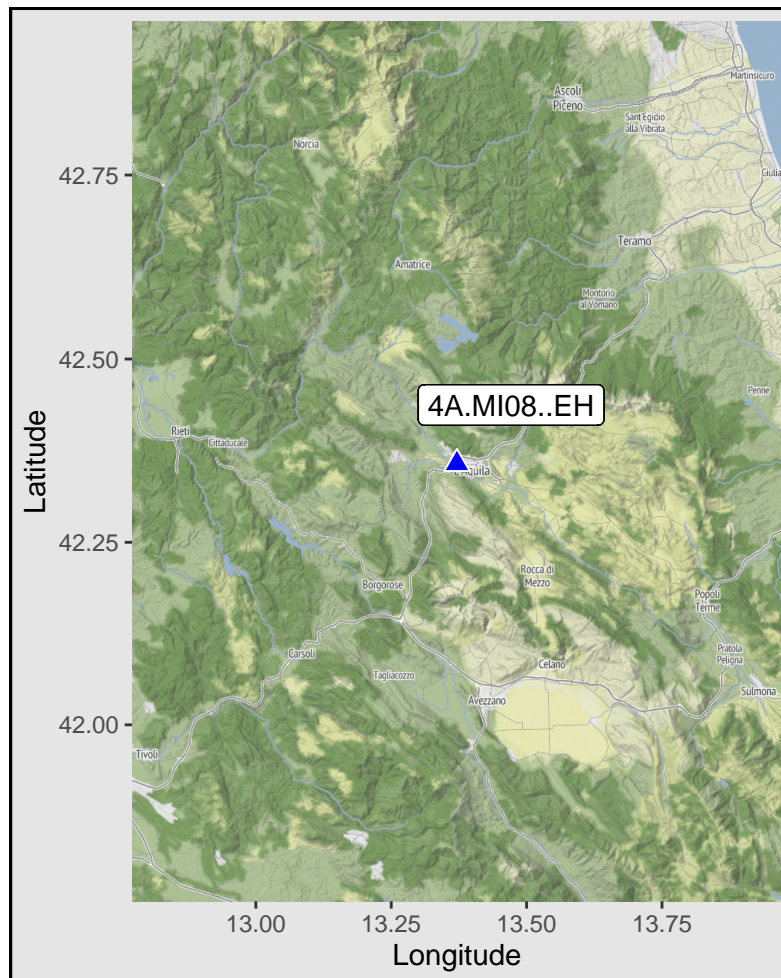 Martinsicuro
Ascoli
Piceno
Sant'Egidio
alla Vibrata
Norcia
42.75
Giulia
Teramo
Amatrice
Montorio
al Vomano
42.50
Penne
4A.MI08..EH
Rieti
Cittaducale
L'Aquila
Latitude
42.25
Rocca di
Mezzo
Borgorose
Popoli
Terme
Carsoli
Pratola
Peligna
Celano
Tagliacozzo
Sulmona
Avezzano
42.00
Tivoli
13.00
13.25
13.50
13.75
Longitude